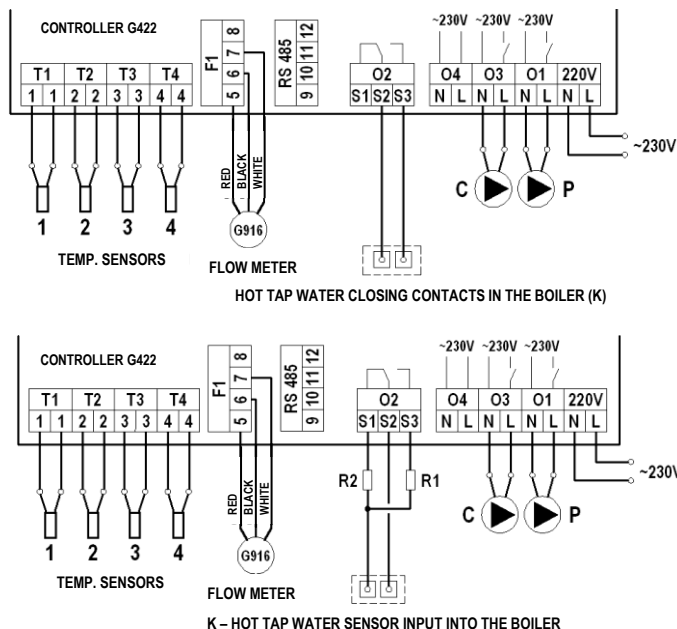 CONTROLLER G422
T1 T2 T3 T4
1 1 2 2 3 3 4 4
F1
5 6 7 8
RS 485
9 10 11 12
O2
S1 S2 S3
~230V ~230V ~230V
O4 O3 O1 220V
N L N L N L N L
~230V
RED
BLACK
WHITE
C P
1 2 3 4
G916
TEMP. SENSORS
FLOW METER
HOT TAP WATER CLOSING CONTACTS IN THE BOILER (K)
CONTROLLER G422
T1 T2 T3 T4
1 1 2 2 3 3 4 4
F1
5 6 7 8
RS 485
9 10 11 12
O2
S1 S2 S3
~230V ~230V ~230V
O4 O3 O1 220V
N L N L N L N L
~230V
RED
BLACK
WHITE
R2 R1
C P
1 2 3 4
G916
TEMP. SENSORS
FLOW METER
K – HOT TAP WATER SENSOR INPUT INTO THE BOILER